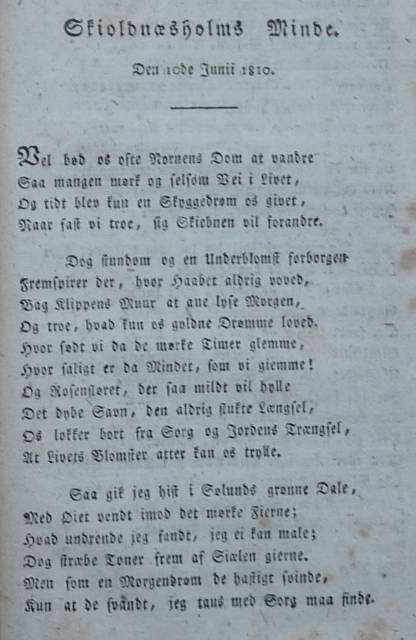 Skioldnæsholms Minde.
Den 10de Junii 1810.
Vel bød os ofte Nornens Dom at vandre
Saa mangen mørk og selsom Vei i Livet,
Og tidt blev kun en Skyggedrøm os givet,
Naar fast vi troe, sig Skiebnen vil forandre.
Dog stundom og en Underblomst forborgen
Fremspirer der, hvor Haabet aldrig voved,
Bag Klippens Muur at ane lyse Morgen,
Og troe, hvad kun os gyldne Drømme loved.
Hvor sødt vi da de mørke Timer glemme,
Hvor saligt er da Mindet, som vi giemme!
Og Rosensløret, der saa mildt vil hylle
Det dybe Savn, den aldrig slukte Længsel,
Os lokker bort fra Sorg og Jordens Trængsel,
At Livets Blomster atter kan os trylle.
Saa gik jeg hist i Sølunds grønne Dale,
Med Øiet vendt imod det mørke Fierne;
Hvad undrende jeg fandt, jeg ei kan male;
Dog stræbe Toner frem af Siælen gierne.
Men som en Morgendrøm de hastigt svinde,
Kun at de svandt, jeg taus med Sorg maa finde.